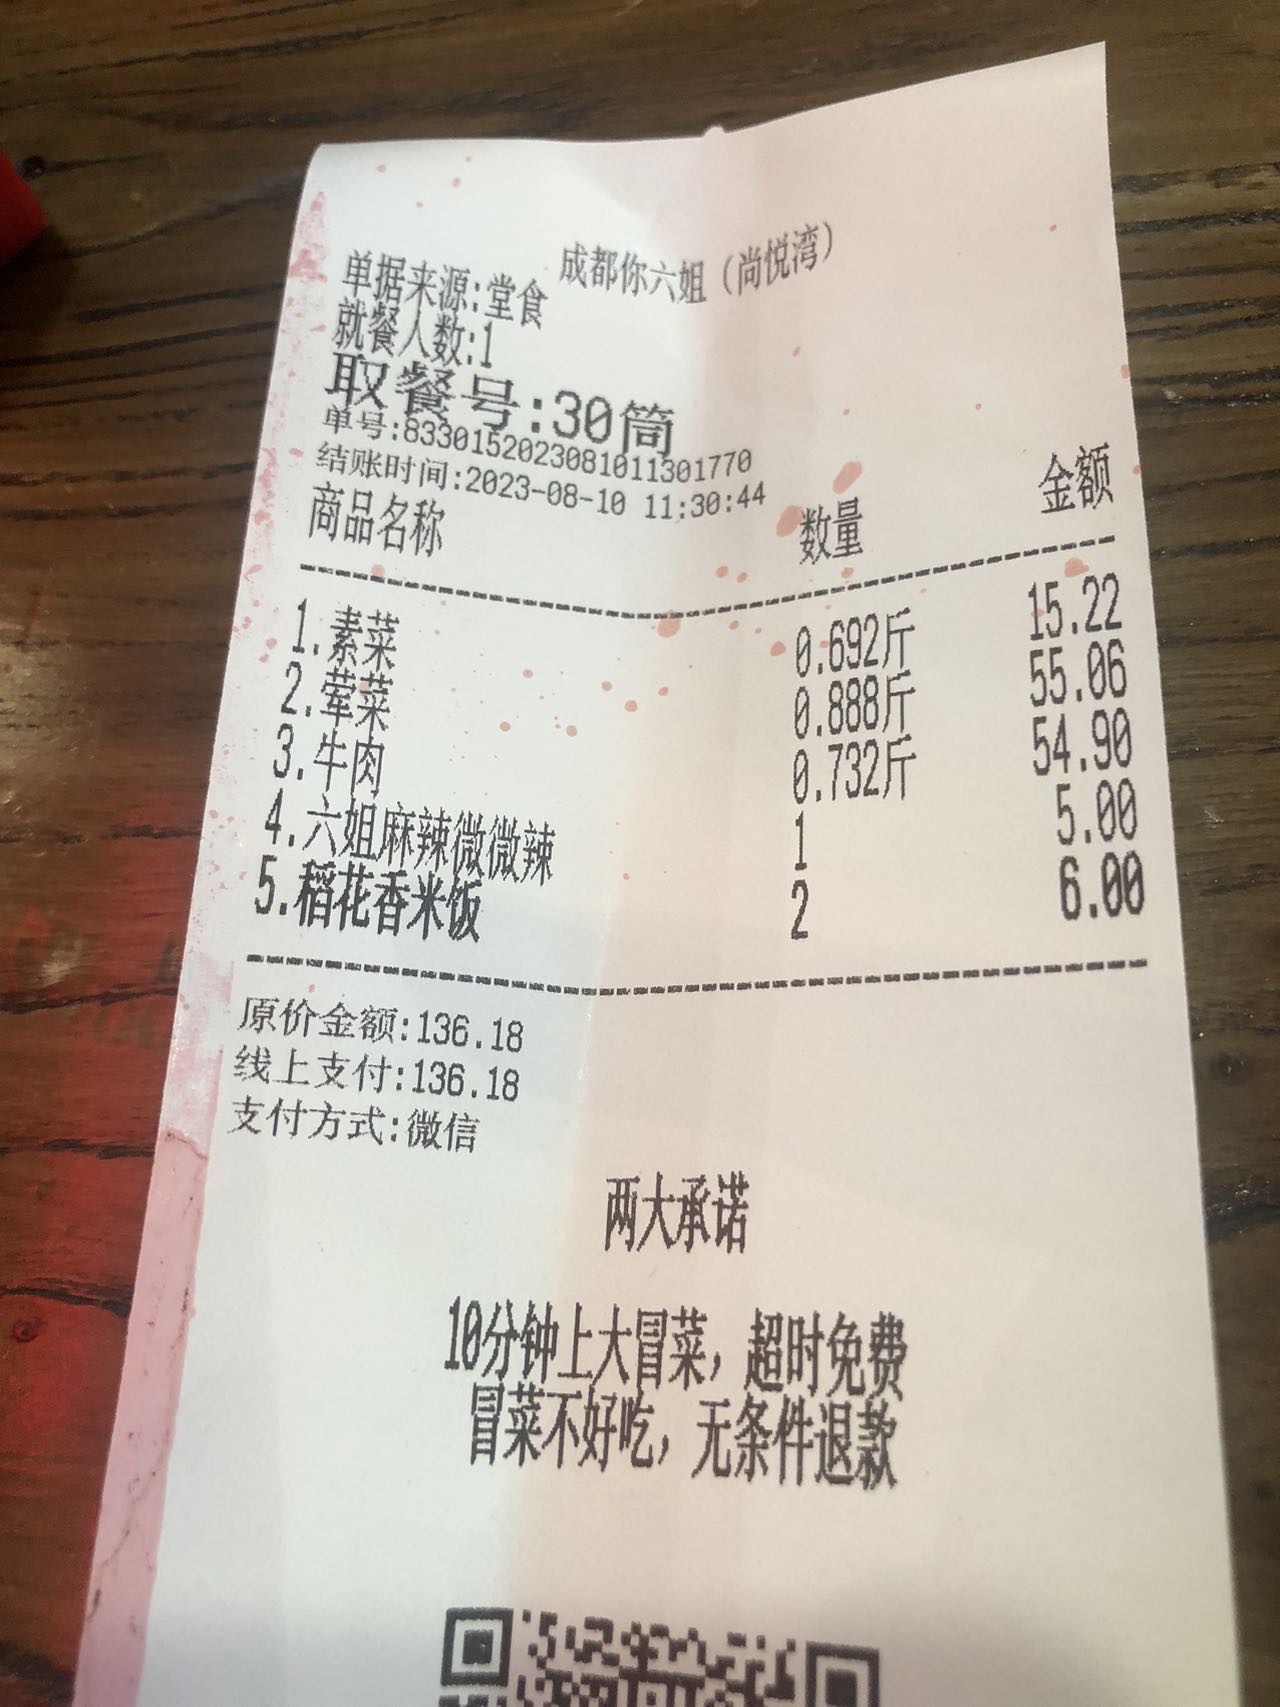 成都你六姐（尚悦湾）
单据来源:堂食
就餐人数:1
取餐号:30筒
单号:83301520230810113017​70
结账时间:2023-08-10 11:30:44
商品名称 数量 金额
1.素菜 0.692斤 15.22
2.荤菜 0.888斤 55.06
3.牛肉 0.732斤 54.90
4.六姐麻辣微微辣 1 5.00
5.稻花香米饭 2 6.00
原价金额:136.18
线上支付:136.18
支付方式:微信
两大承诺
10分钟上大冒菜，超时免费
冒菜不好吃，无条件退款